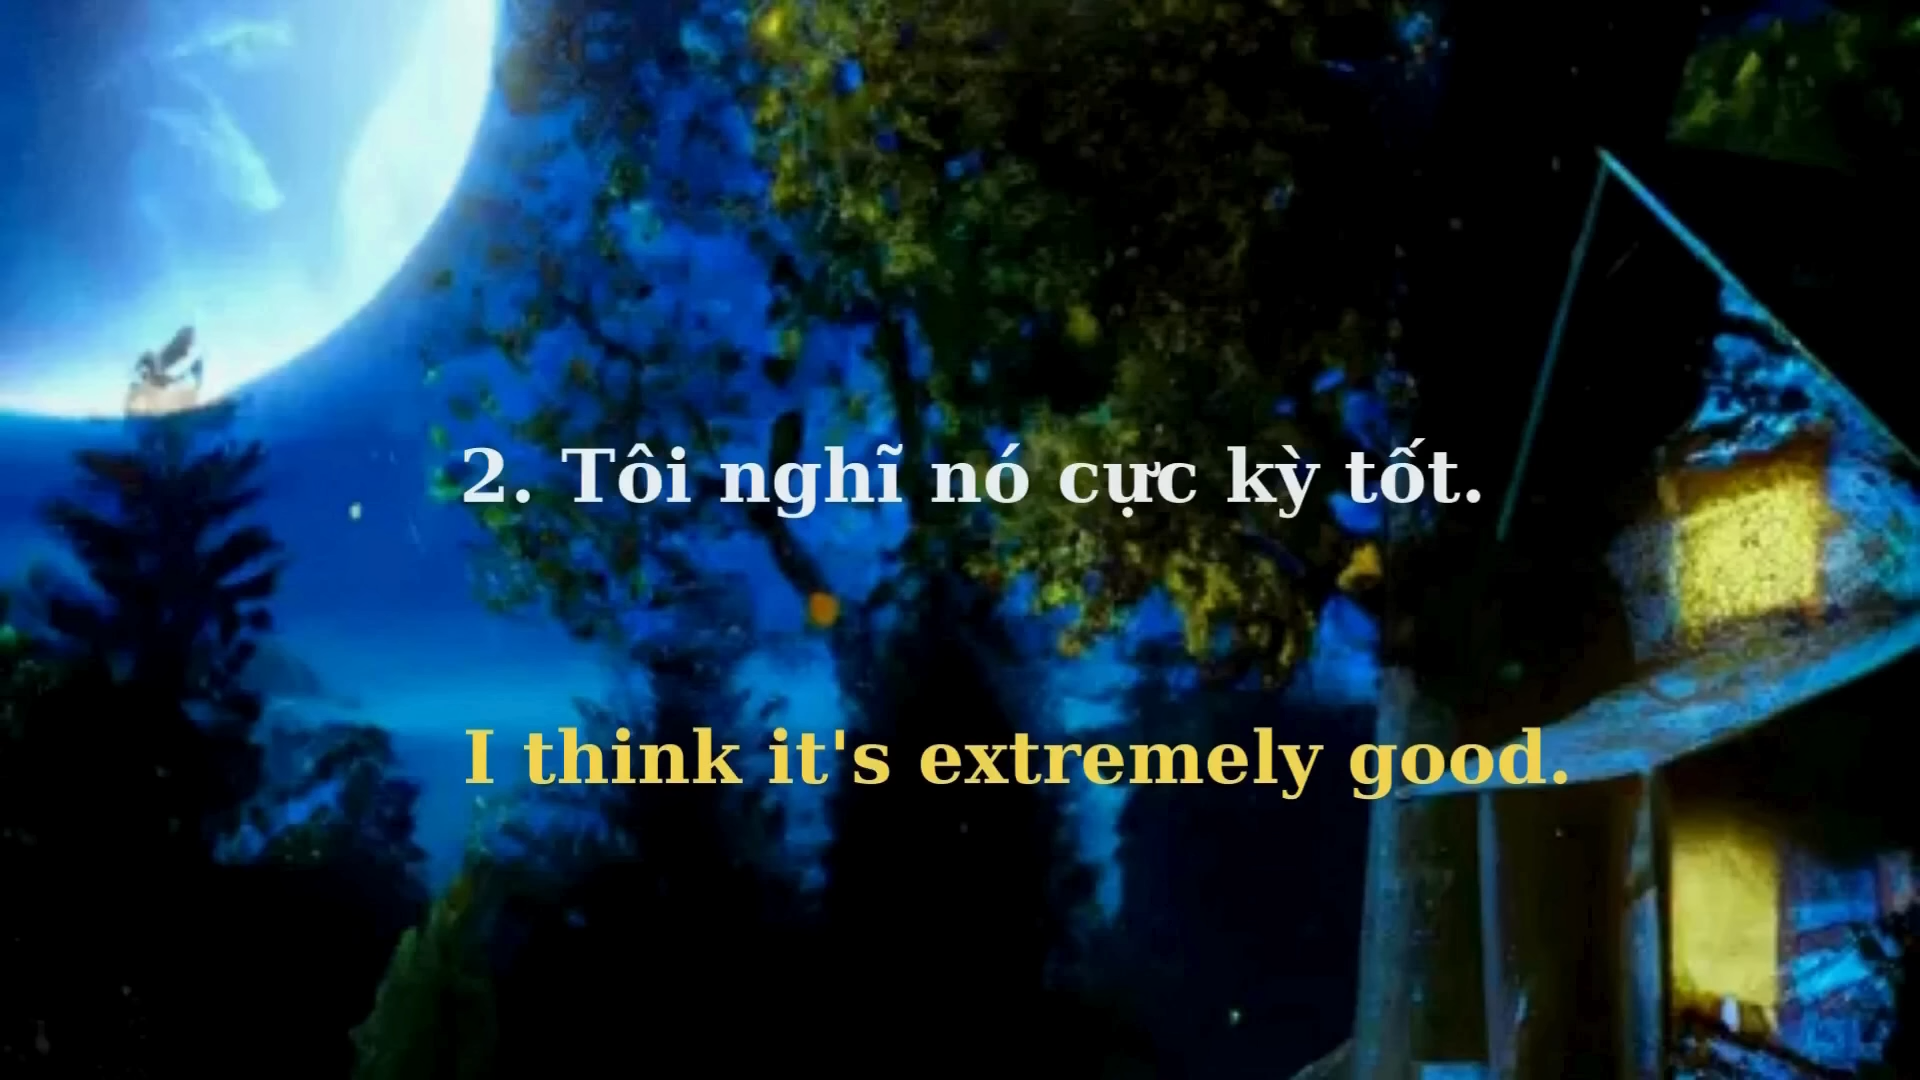 2. Tôi nghĩ nó cực kỳ tốt.
I think it's extremely good.